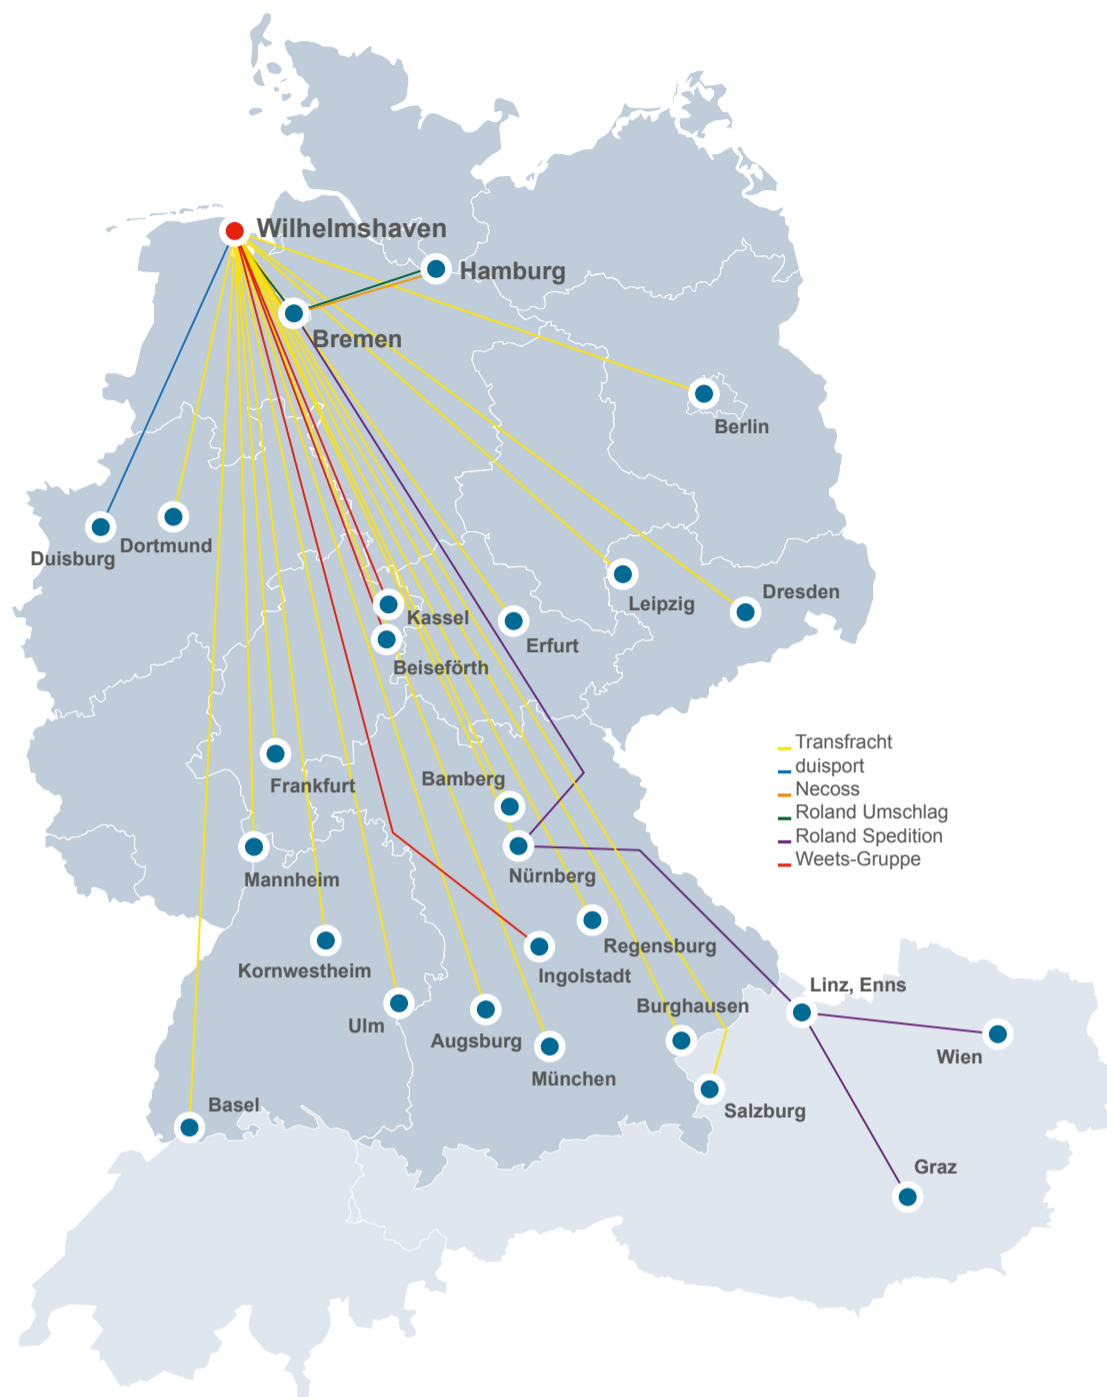 Wilhelmshaven
Hamburg
Bremen
Berlin
Duisburg
Dortmund
Leipzig
Dresden
Kassel
Erfurt
Beiseförth
Transfracht
duisport
Necoss
Roland Umschlag
Roland Spedition
Weets-Gruppe
Frankfurt
Bamberg
Mannheim
Nürnberg
Kornwestheim
Regensburg
Ingolstadt
Linz, Enns
Burghausen
Ulm
Augsburg
Wien
München
Basel
Salzburg
Graz